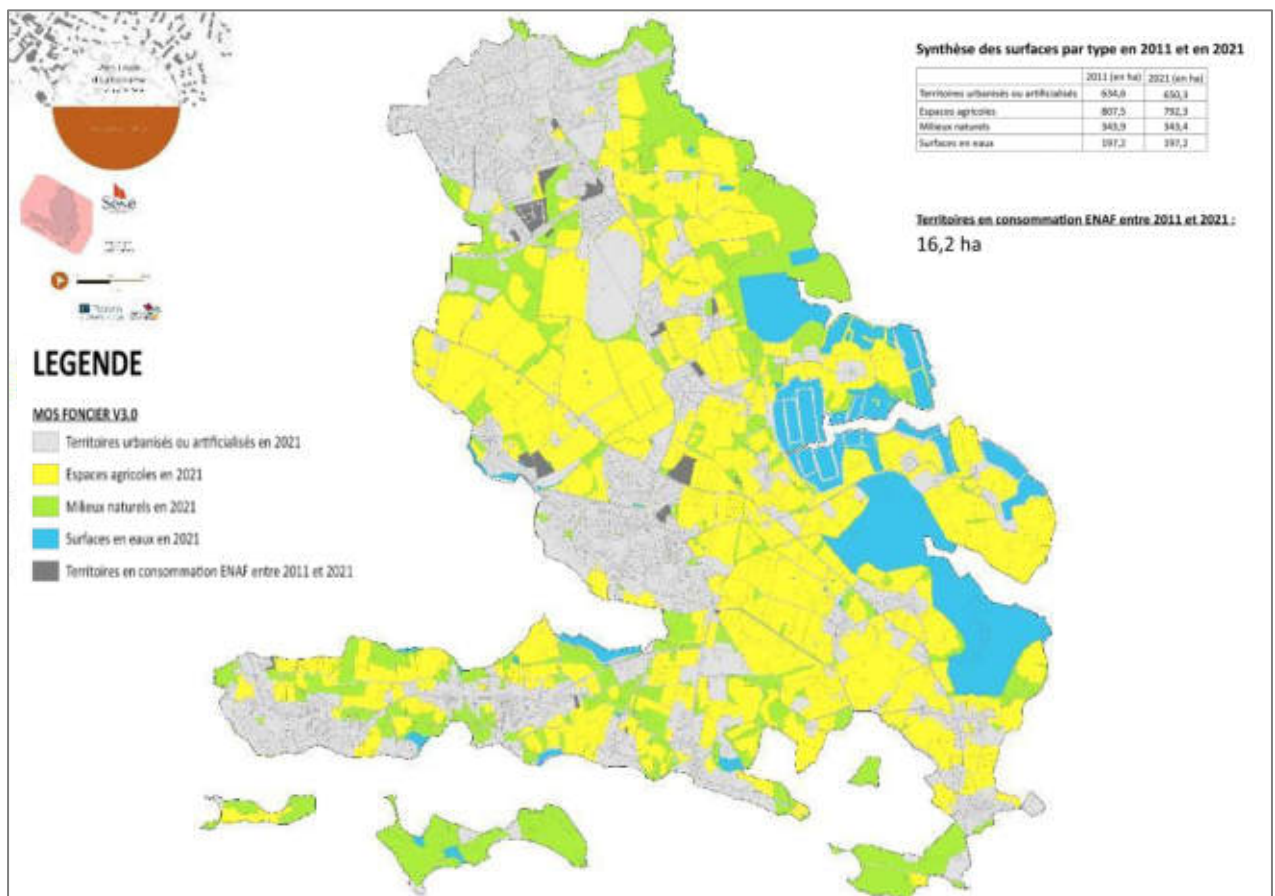 Séné
LEGENDE
MOS FONCIER V3.0
Territoires urbanisés ou artificialisés en 2021
Espaces agricoles en 2021
Milieux naturels en 2021
Surfaces en eaux en 2021
Territoires en consommation ENAF entre 2011 et 2021
Synthèse des surfaces par type en 2011 et en 2021
2011 (en ha) 2021 (en ha)
Territoires urbanisés ou artificialisés 634,6 650,3
Espaces agricoles 807,5 792,3
Milieux naturels 343,9 343,4
Surfaces en eaux 197,2 197,2
Territoires en consommation ENAF entre 2011 et 2021 :
16,2 ha